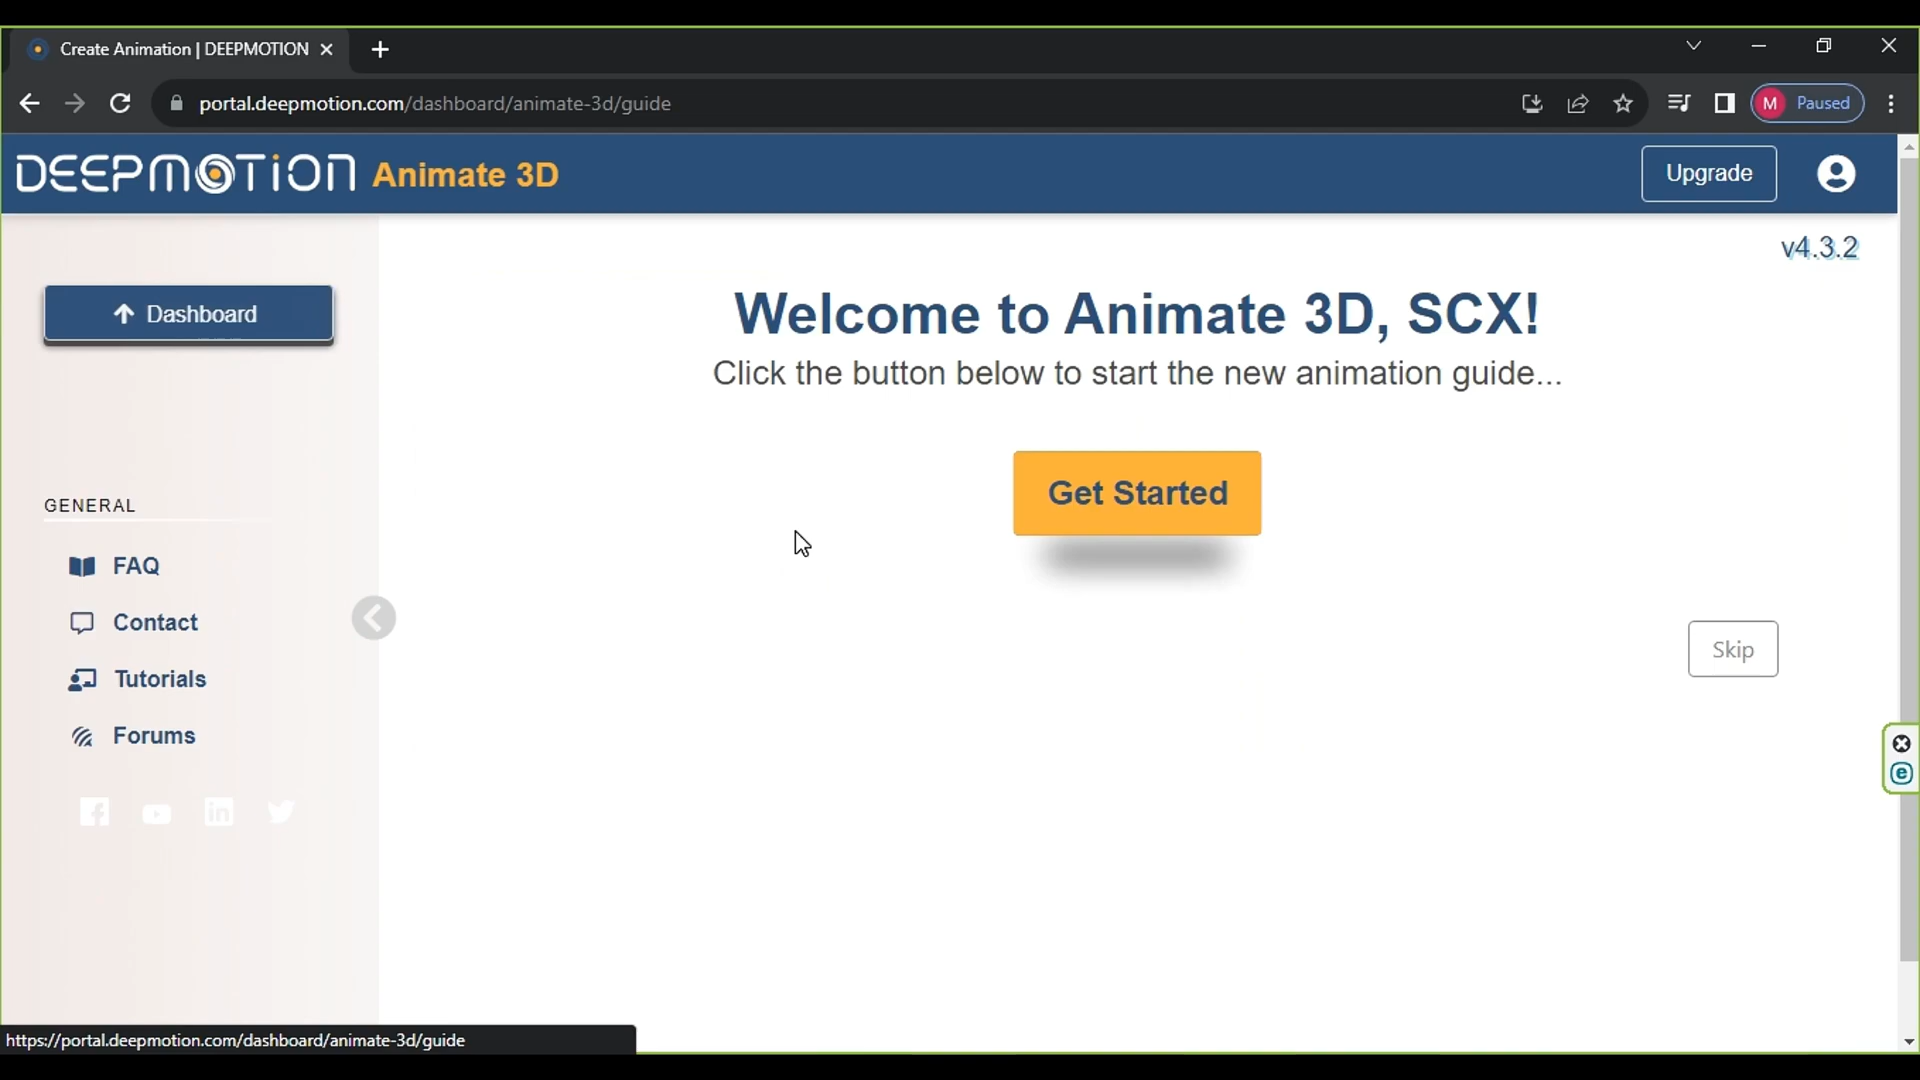 Create Animation | DEEPMOTION
portal.deepmotion.com/dashboard/animate-3d/guide
M Paused
DEEPMOTION Animate 3D
Upgrade
v4.3.2
Dashboard
Welcome to Animate 3D, SCX!
Click the button below to start the new animation guide...
Get Started
GENERAL
FAQ
Contact
Tutorials
Forums
Skip
https://portal.deepmotion.com/dashboard/animate-3d/guide